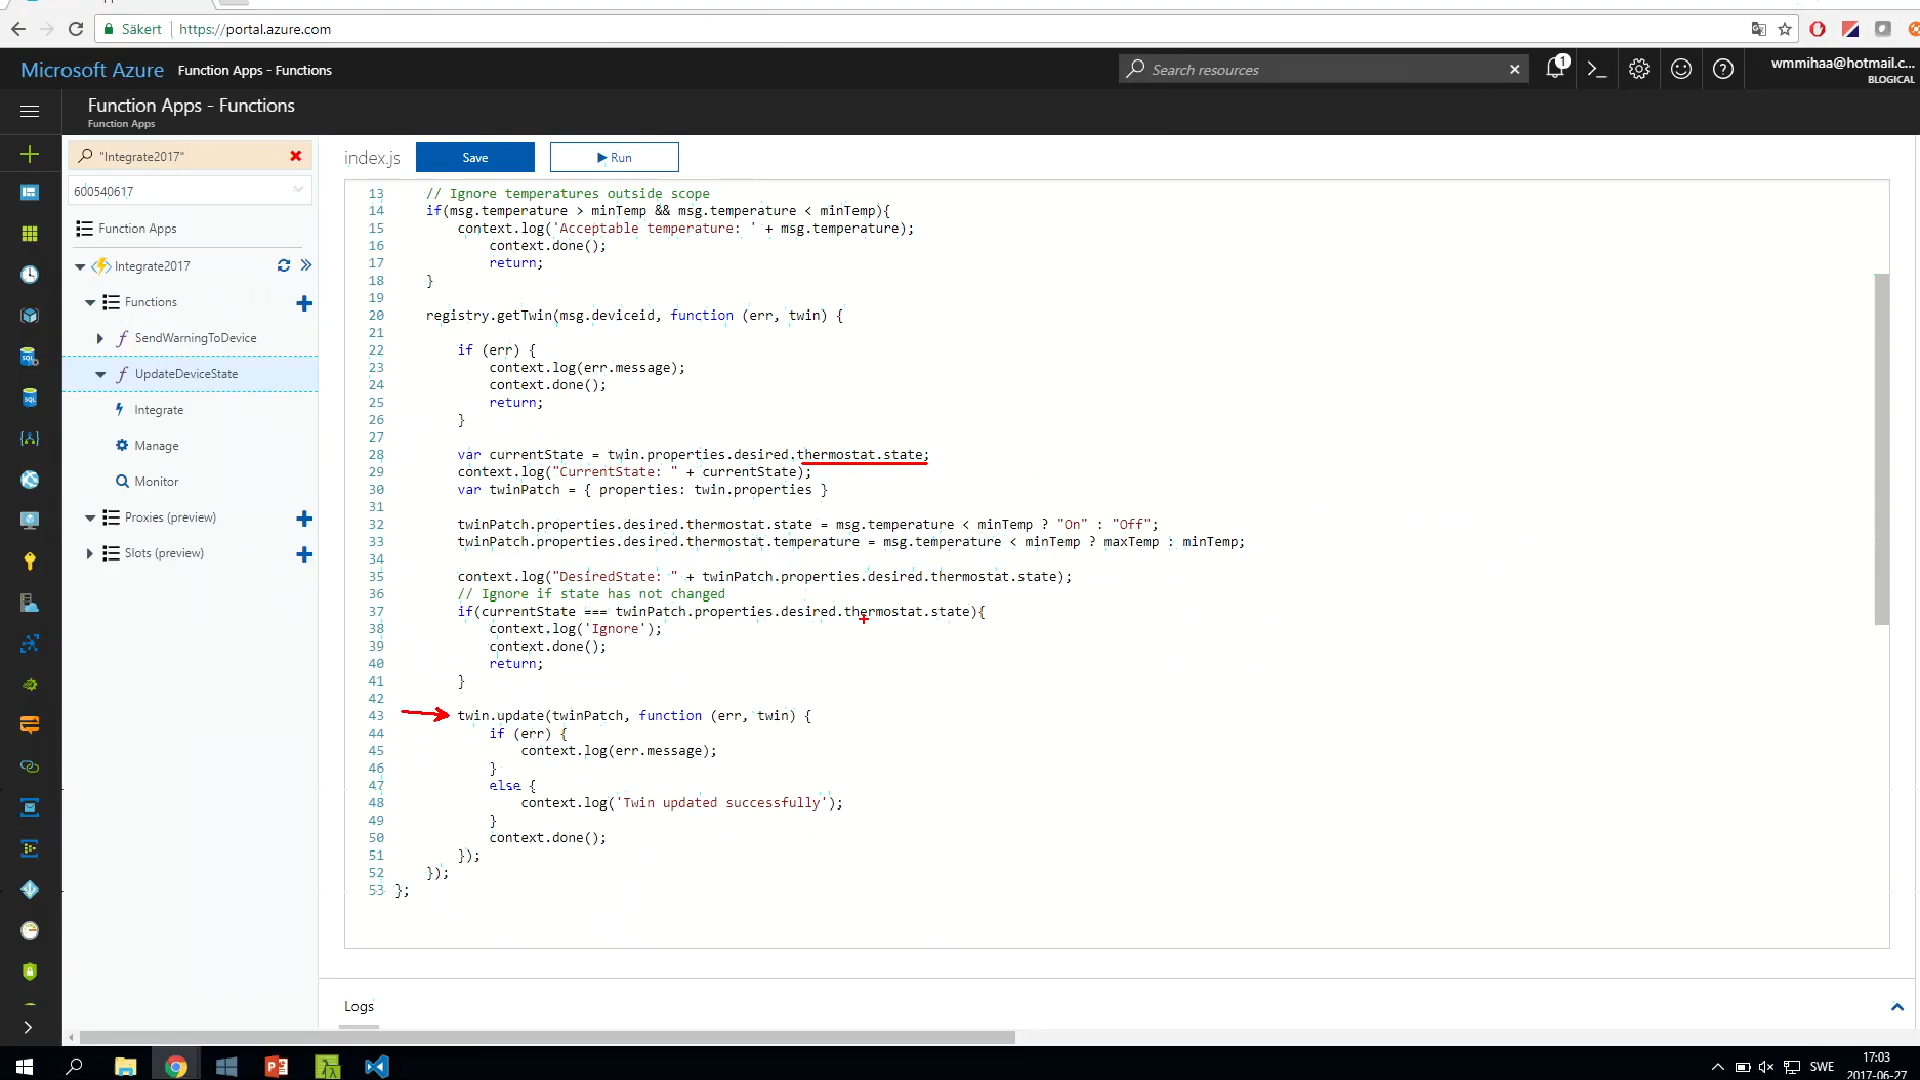 Säkert
https://portal.azure.com
Microsoft Azure
Function Apps - Functions
Search resources
1
wmmihaa@hotmail.c...
BLOGICAL
Function Apps - Functions
Function Apps
"Integrate2017"
600540617
Function Apps
Integrate2017
Functions
SendWarningToDevice
UpdateDeviceState
Integrate
Manage
Monitor
Proxies (preview)
Slots (preview)
index.js
Save
Run
13 // Ignore temperatures outside scope
14 if(msg.temperature > minTemp && msg.temperature < minTemp){
15 context.log('Acceptable temperature: ' + msg.temperature);
16 context.done();
17 return;
18 }
19
20 registry.getTwin(msg.deviceid, function (err, twin) {
21
22 if (err) {
23 context.log(err.message);
24 context.done();
25 return;
26 }
27
28 var currentState = twin.properties.desired.thermostat.state;
29 context.log("CurrentState: " + currentState);
30 var twinPatch = { properties: twin.properties }
31
32 twinPatch.properties.desired.thermostat.state = msg.temperature < minTemp ? "On" : "Off";
33 twinPatch.properties.desired.thermostat.temperature = msg.temperature < minTemp ? maxTemp : minTemp;
34
35 context.log("DesiredState: " + twinPatch.properties.desired.thermostat.state);
36 // Ignore if state has not changed
37 if(currentState === twinPatch.properties.desired.thermostat.state){
38 context.log('Ignore');
39 context.done();
40 return;
41 }
42
43 twin.update(twinPatch, function (err, twin) {
44 if (err) {
45 context.log(err.message);
46 }
47 else {
48 context.log('Twin updated successfully');
49 }
50 context.done();
51 });
52 });
53 };
Logs
SWE
17:03
2017-06-27